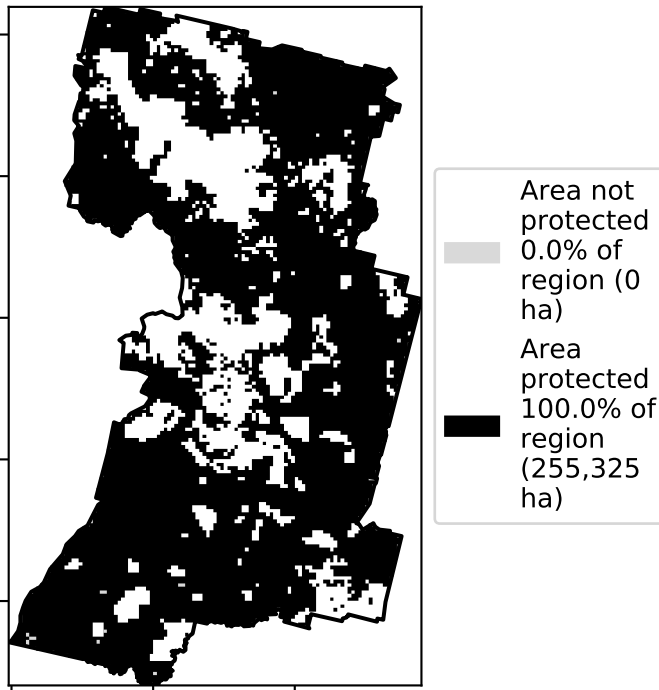 Area not
protected
0.0% of
region (0
ha)
Area
protected
100.0% of
region
(255,325
ha)